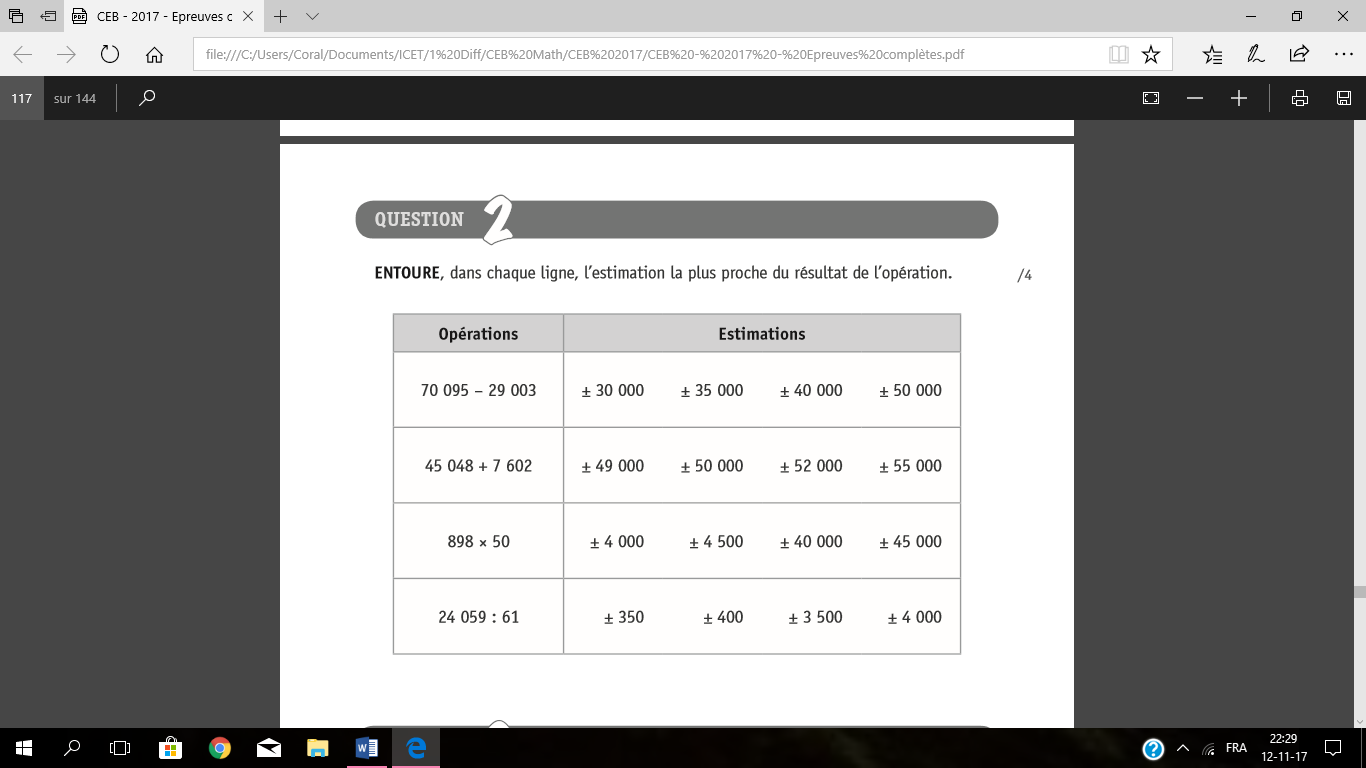 CEB - 2017 - Epreuves c
file:///C:/Users/Coral/Documents/ICET/1%20Diff/CEB%20Math/CEB%202017/CEB%20-%202017%20-%20Epreuves%20complètes.pdf
117 sur 144
QUESTION 2
ENTOURE, dans chaque ligne, l'estimation la plus proche du résultat de l'opération. /4
Opérations Estimations
70 095 – 29 003 ± 30 000 ± 35 000 ± 40 000 ± 50 000
45 048 + 7 602 ± 49 000 ± 50 000 ± 52 000 ± 55 000
898 × 50 ± 4 000 ± 4 500 ± 40 000 ± 45 000
24 059 : 61 ± 350 ± 400 ± 3 500 ± 4 000
FRA 22:29
12-11-17